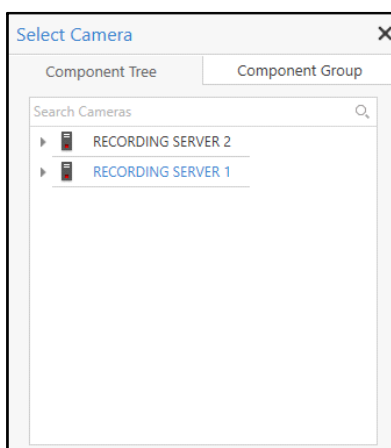 Select Camera
Component Tree Component Group
Search Cameras
RECORDING SERVER 2
RECORDING SERVER 1